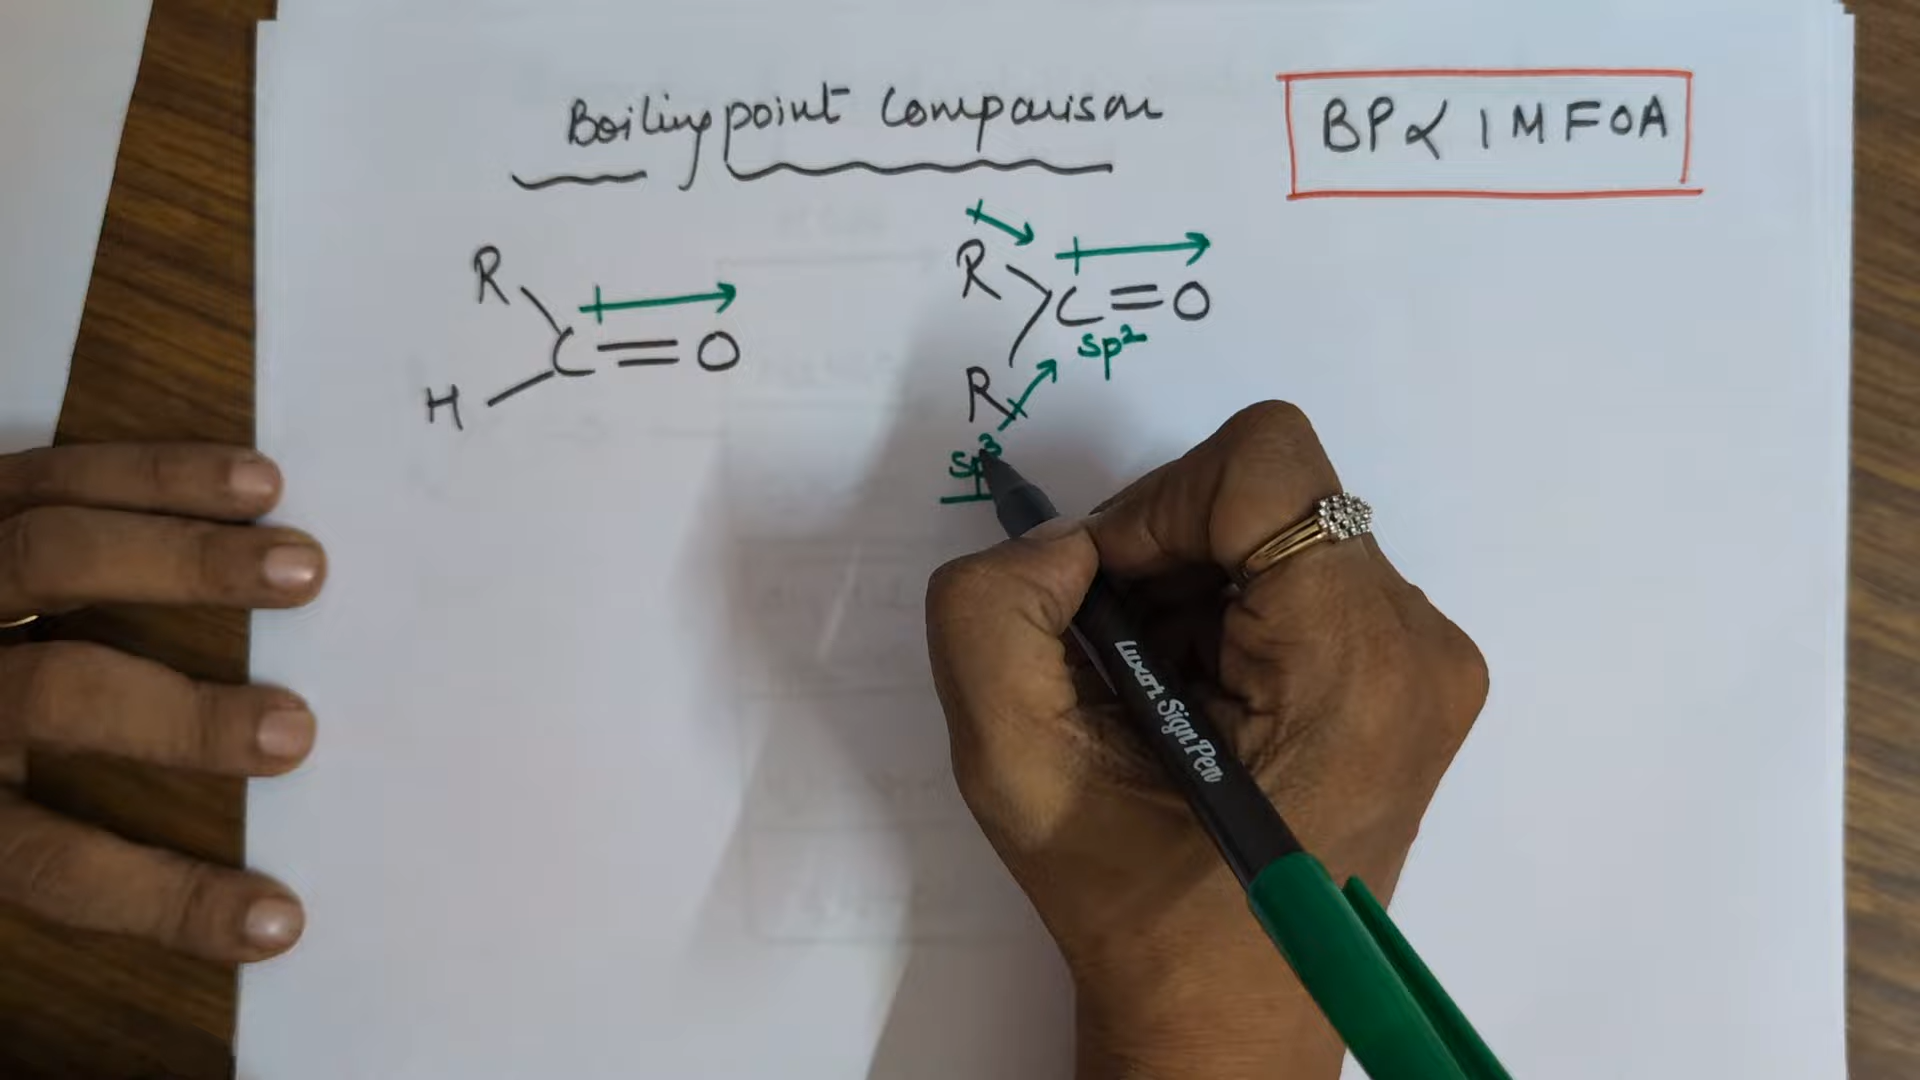 Boiling point Comparison
BP ∝ IMFOA
R
C=O
H
R
C=O
sp²
R
sp³
Luxor Sign Pen